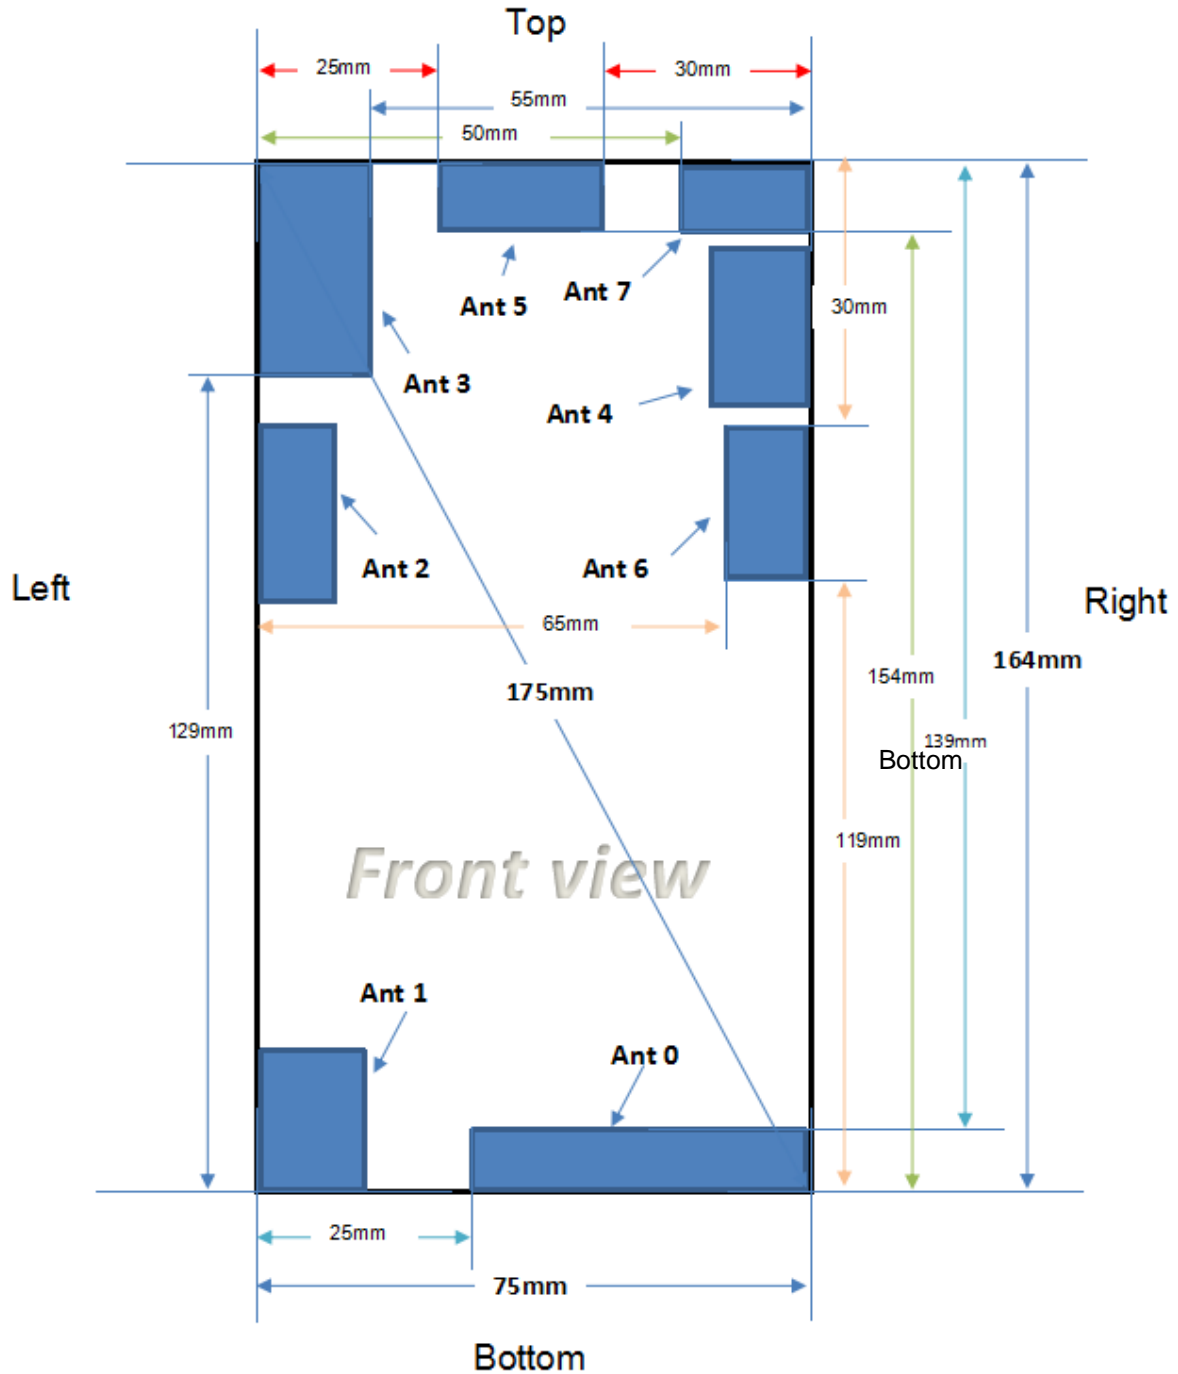 Top
25mm
30mm
55mm
50mm
Ant 5
Ant 7
30mm
Ant 3
Ant 4
Ant 2
Ant 6
Left
Right
65mm
164mm
154mm
175mm
129mm
139mm
Bottom
119mm
Front view
Ant 1
Ant 0
25mm
75mm
Bottom